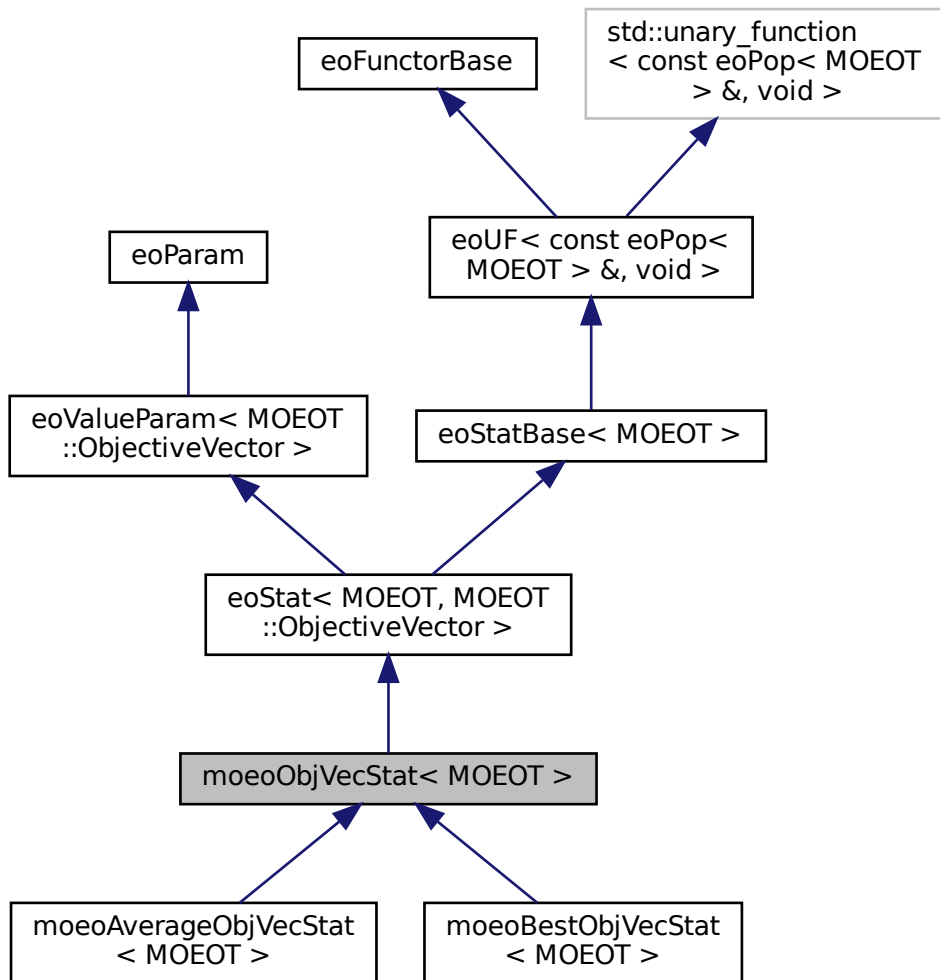 eoFunctorBase
std::unary_function
< const eoPop< MOEOT
> &, void >
eoParam
eoUF< const eoPop<
MOEOT > &, void >
eoValueParam< MOEOT
::ObjectiveVector >
eoStatBase< MOEOT >
eoStat< MOEOT, MOEOT
::ObjectiveVector >
moeoObjVecStat< MOEOT >
moeoAverageObjVecStat
< MOEOT >
moeoBestObjVecStat
< MOEOT >